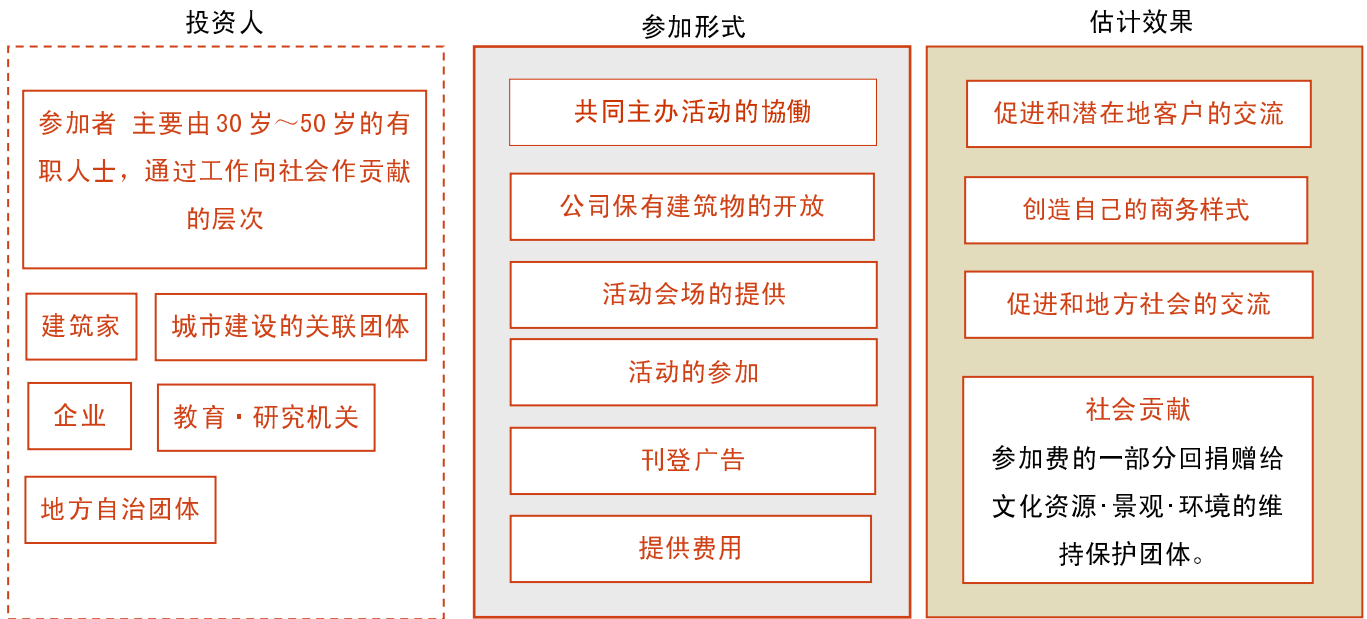 投资人
参加者 主要由30岁～50岁的有
职人士，通过工作向社会作贡献
的层次
建筑家
城市建设的关联团体
企业
教育·研究机关
地方自治团体
参加形式
共同主办活动的協働
公司保有建筑物的开放
活动会场的提供
活动的参加
刊登广告
提供费用
估计效果
促进和潜在地客户的交流
创造自己的商务样式
促进和地方社会的交流
社会贡献
参加费的一部分回捐赠给
文化资源·景观·环境的维
持保护团体。